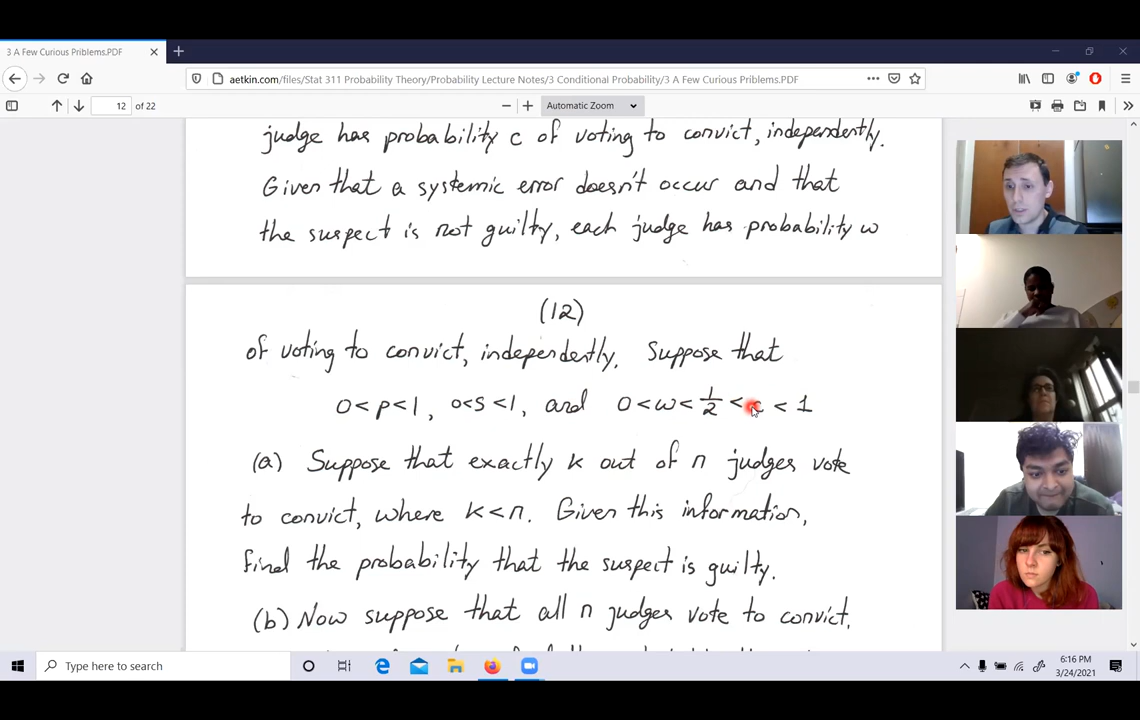 3 A Few Curious Priblems.PDF
aetkin.com/files/Stat 311 Probability Theory/Probability Lecture Notes/3 Conditional Probability/3 A Few Curious Priblems.PDF
12 of 22
Automatic Zoom
judge has probability c of voting to convict, independently.
Given that a systemic error doesn't occur and that
the suspect is not guilty, each judge has probability w
(12)
of voting to convict, independently. Suppose that
0<p<1, 0<s<1, and 0<w<1/2<c<1
(a) Suppose that exactly k out of n judges vote
to convict, where k<n. Given this information,
find the probability that the suspect is guilty.
(b) Now suppose that all n judges vote to convict.
Type here to search
6:16 PM
3/24/2021